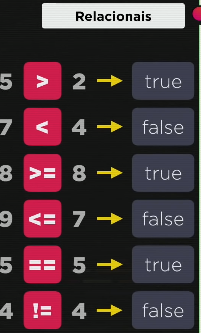 Relacionais
5 > 2 → true
7 < 4 → false
8 >= 8 → true
9 <= 7 → false
5 == 5 → true
4 != 4 → false